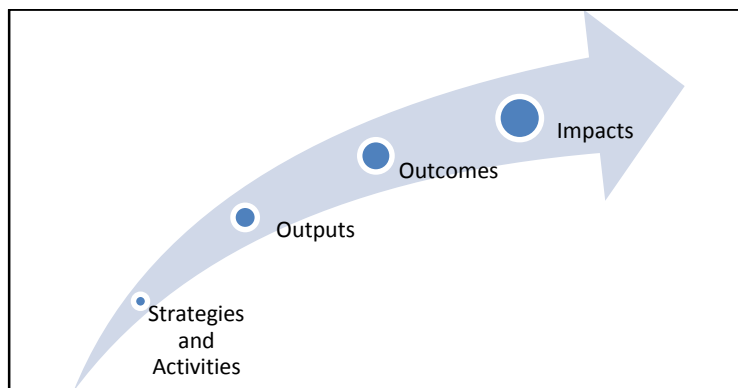 Impacts
Outcomes
Outputs
Strategies
and
Activities